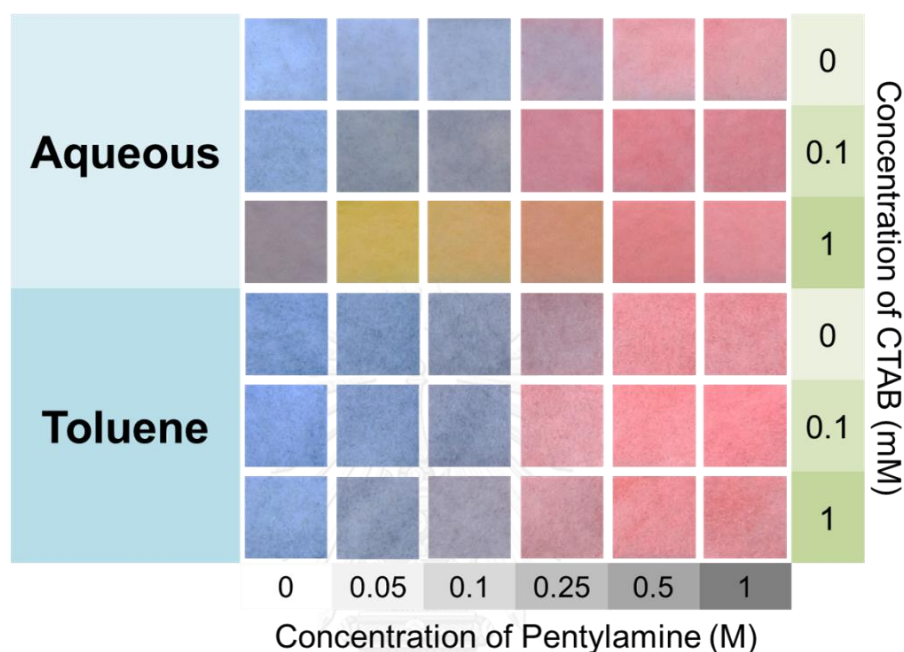 Aqueous
0
0.1
1
Toluene
0
0.1
1
Concentration of CTAB (mM)
0 0.05 0.1 0.25 0.5 1
Concentration of Pentylamine (M)